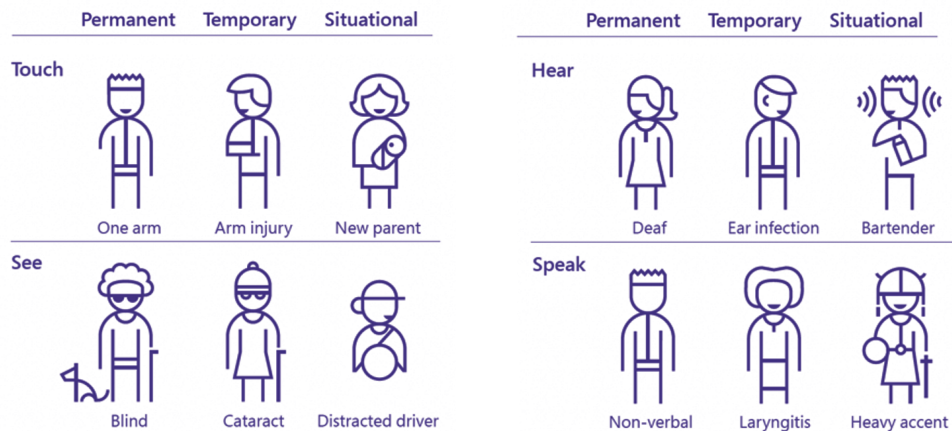 Permanent Temporary Situational
Touch
One arm Arm injury New parent
See
Blind Cataract Distracted driver
Permanent Temporary Situational
Hear
Deaf Ear infection Bartender
Speak
Non-verbal Laryngitis Heavy accent